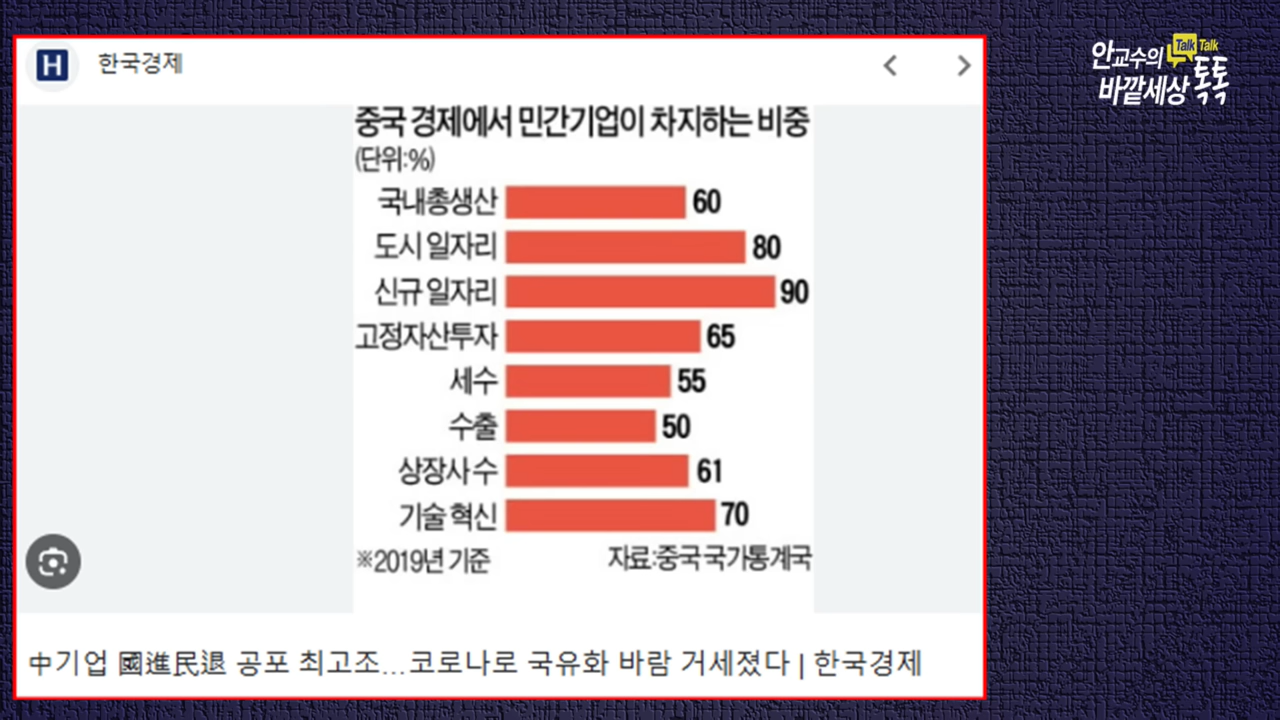 H 한국경제
안교수의 Talk Talk
바깥세상 톡톡
중국 경제에서 민간기업이 차지하는 비중
(단위:%)
국내총생산 60
도시 일자리 80
신규 일자리 90
고정자산투자 65
세수 55
수출 50
상장사 수 61
기술 혁신 70
※2019년 기준 자료:중국 국가통계국
中기업 國進民退 공포 최고조...코로나로 국유화 바람 거세졌다 | 한국경제